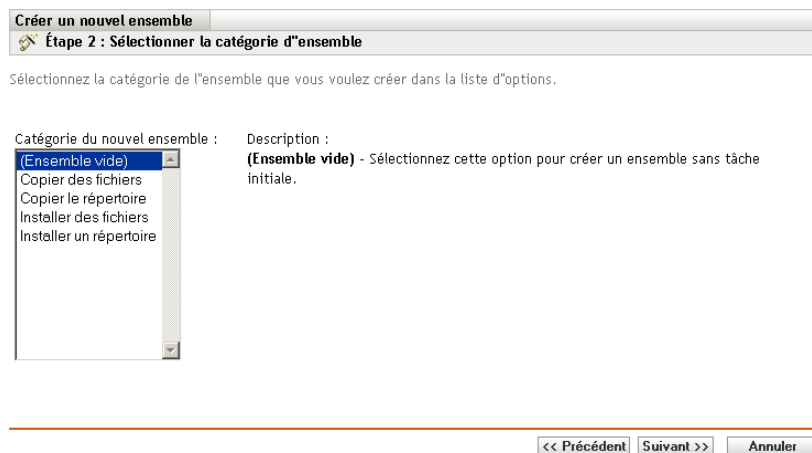 Créer un nouvel ensemble
Étape 2 : Sélectionner la catégorie d"ensemble
Sélectionnez la catégorie de l"ensemble que vous voulez créer dans la liste d"options.
Catégorie du nouvel ensemble :
(Ensemble vide)
Copier des fichiers
Copier le répertoire
Installer des fichiers
Installer un répertoire
Description :
(Ensemble vide) - Sélectionnez cette option pour créer un ensemble sans tâche
initiale.
<< Précédent Suivant >> Annuler